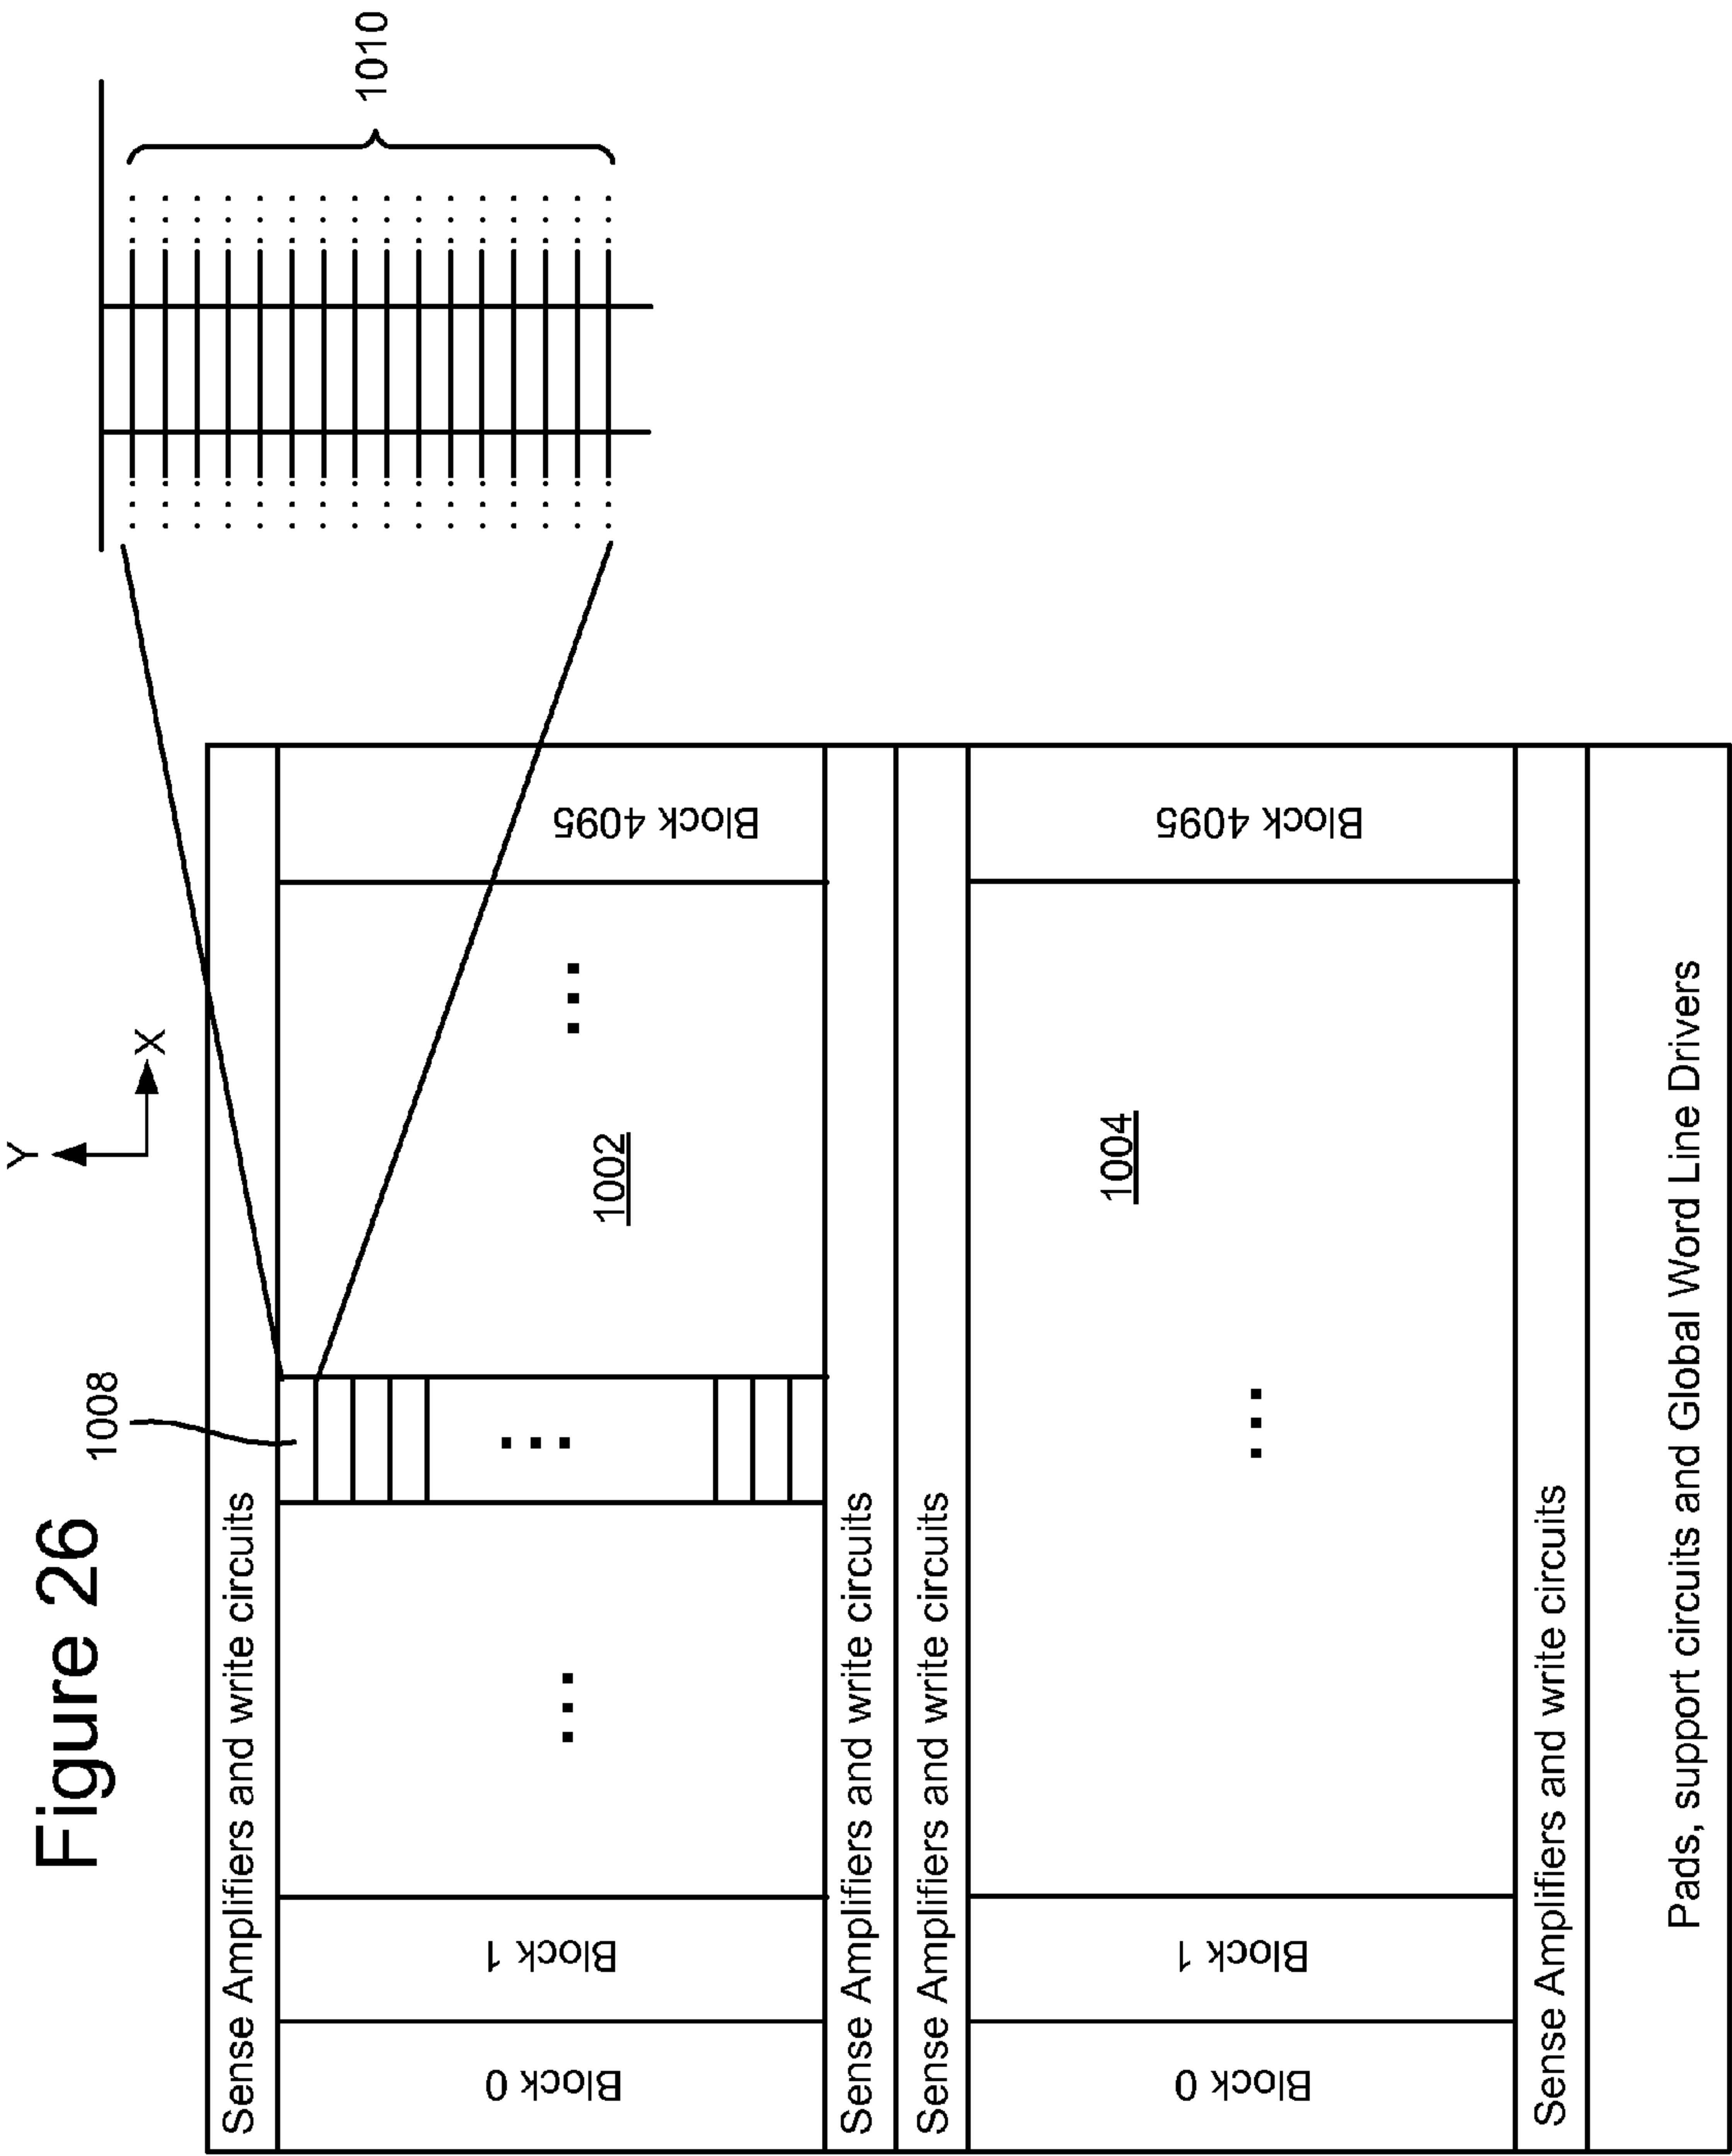 Figure 26
Y
X
1008
1010
Sense Amplifiers and write circuits
Block 0
Block 1
...
...
...
1002
Block 4095
Sense Amplifiers and write circuits
Sense Amplifiers and write circuits
Block 0
Block 1
...
1004
Block 4095
Sense Amplifiers and write circuits
Pads, support circuits and Global Word Line Drivers